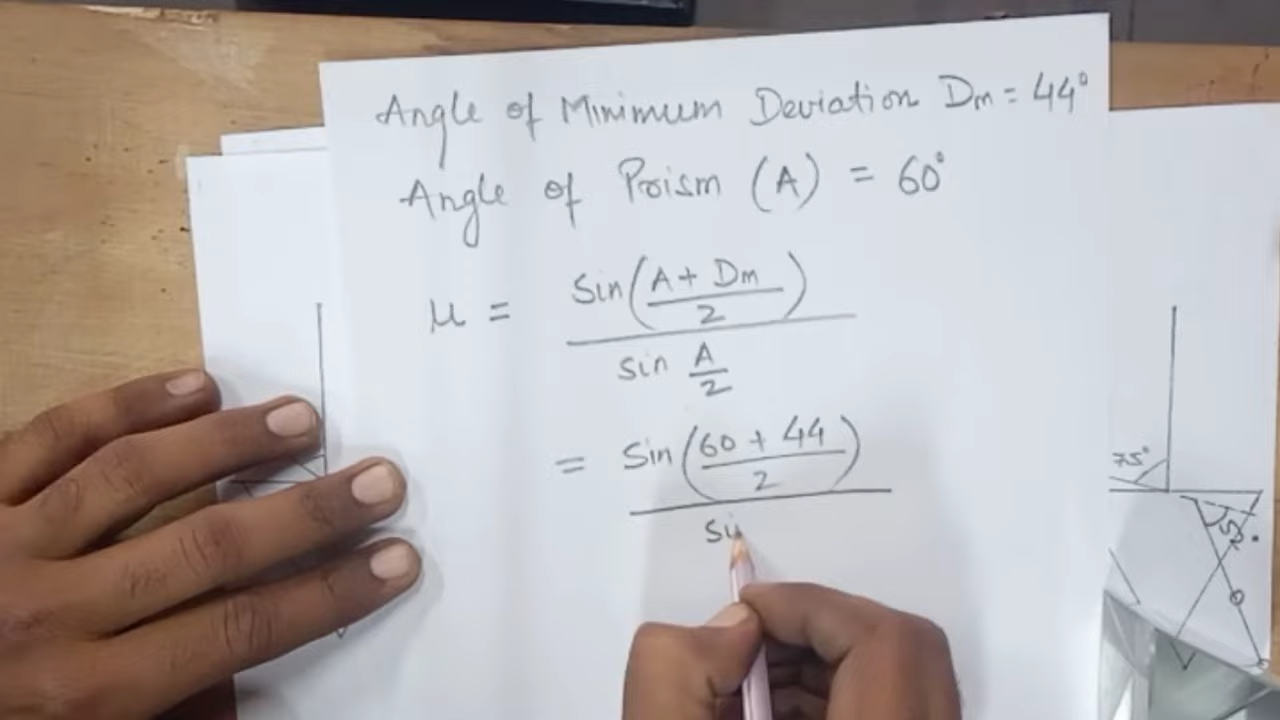 Angle of Minimum Deviation Dm = 44°
Angle of Prism (A) = 60°
μ = Sin(A + Dm / 2) / sin A/2
= Sin(60 + 44 / 2) / Si
75°